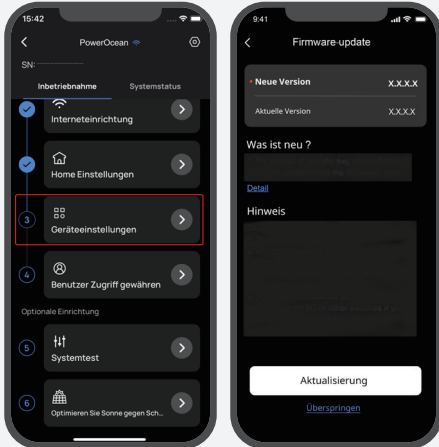 15:42
PowerOcean
SN:
Inbetriebnahme
Systemstatus
Interneteinrichtung
Home Einstellungen
3
Geräteeinstellungen
4
Benutzer Zugriff gewähren
Optionale Einrichtung
5
Systemtest
6
Optimieren Sie Sonne gegen Sch...
9:41
Firmware-update
Neue Version
X.X.X.X
Aktuelle Version
X.X.X.X
Was ist neu ?
Detail
Hinweis
Aktualisierung
Überspringen